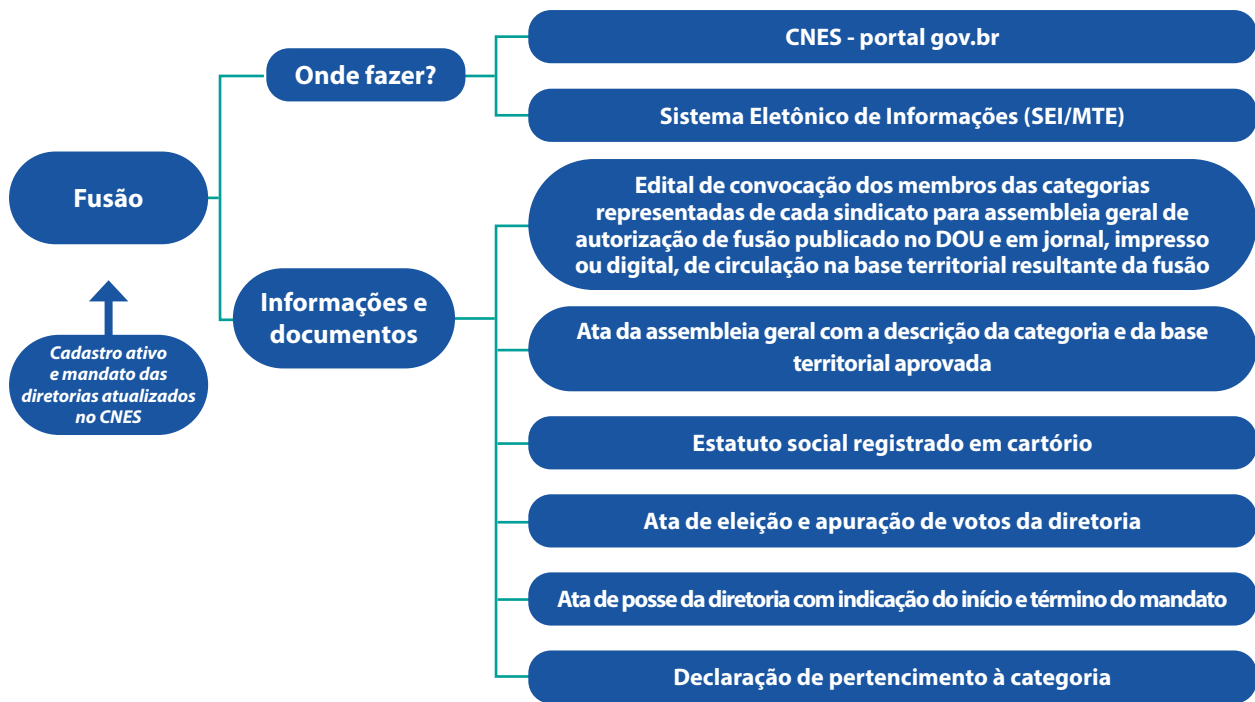 Fusão
Cadastro ativo
e mandato das
diretorias atualizados
no CNES
Onde fazer?
CNES - portal gov.br
Sistema Eletônico de Informações (SEI/MTE)
Informações e
documentos
Edital de convocação dos membros das categorias
representadas de cada sindicato para assembleia geral de
autorização de fusão publicado no DOU e em jornal, impresso
ou digital, de circulação na base territorial resultante da fusão
Ata da assembleia geral com a descrição da categoria e da base
territorial aprovada
Estatuto social registrado em cartório
Ata de eleição e apuração de votos da diretoria
Ata de posse da diretoria com indicação do início e término do mandato
Declaração de pertencimento à categoria